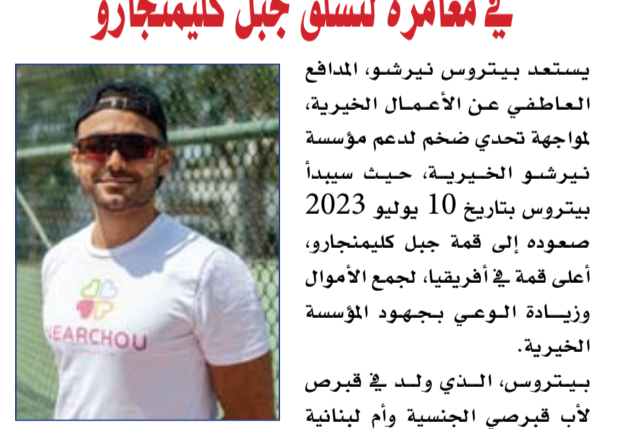 في مغامرة لتسلق جبل كليمنجارو
يستعد بيتروس نيرشو، المدافع
العاطفي عن الأعمال الخيرية،
لمواجهة تحدي ضخم لدعم مؤسسة
نيرشو الخيرية، حيث سيبدأ
بيتروس بتاريخ 10 يوليو 2023
صعوده إلى قمة جبل كليمنجارو،
أعلى قمة في أفريقيا، لجمع الأموال
وزيادة الوعي بجهود المؤسسة
الخيرية.
بيتروس، الذي ولد في قبرص
لأب قبرصي الجنسية وأم لبنانية
EARCHOU